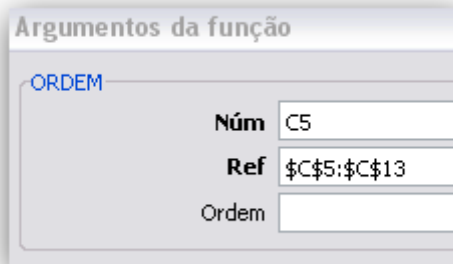 Argumentos da função
ORDEM
Núm C5
Ref $C$5:$C$13
Ordem